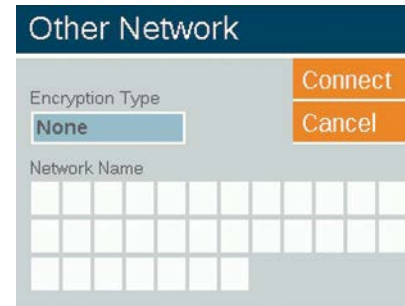 Other Network
Connect
Encryption Type
Cancel
None
Network Name